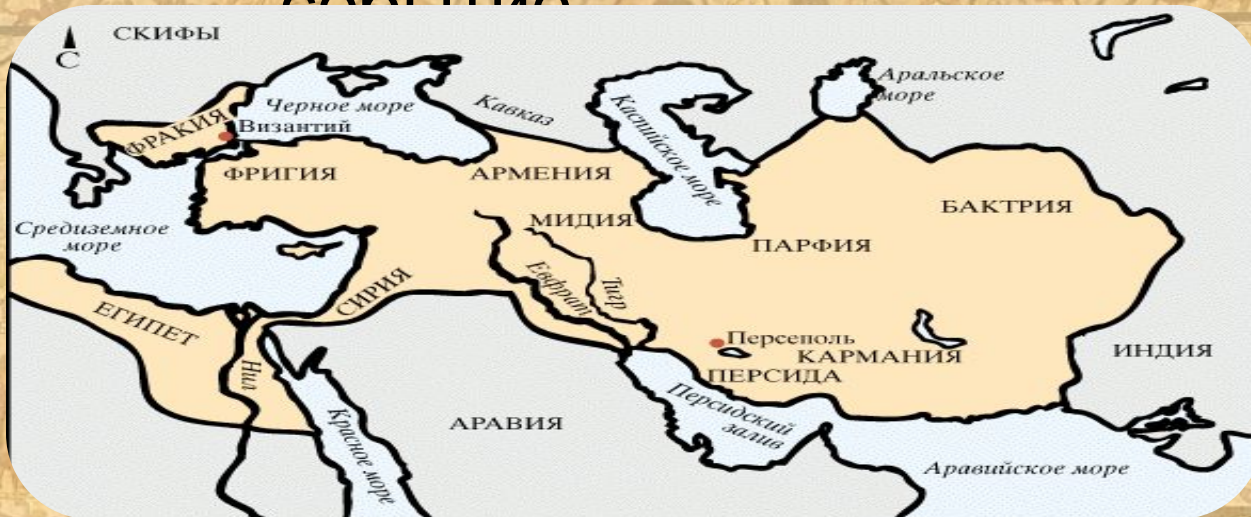 событие
СКИФЫ
С
Аральское
море
Черное море
Кавказ
Каспийское море
ФРАКИЯ
Византий
ФРИГИЯ
АРМЕНИЯ
МИДИЯ
БАКТРИЯ
Средиземное
море
ПАРФИЯ
СИРИЯ
Евфрат
Тигр
ЕГИПЕТ
Нил
Персеполь
КАРМАНИЯ
ПЕРСИДА
ИНДИЯ
Персидский
залив
АРАВИЯ
Красное море
Аравийское море